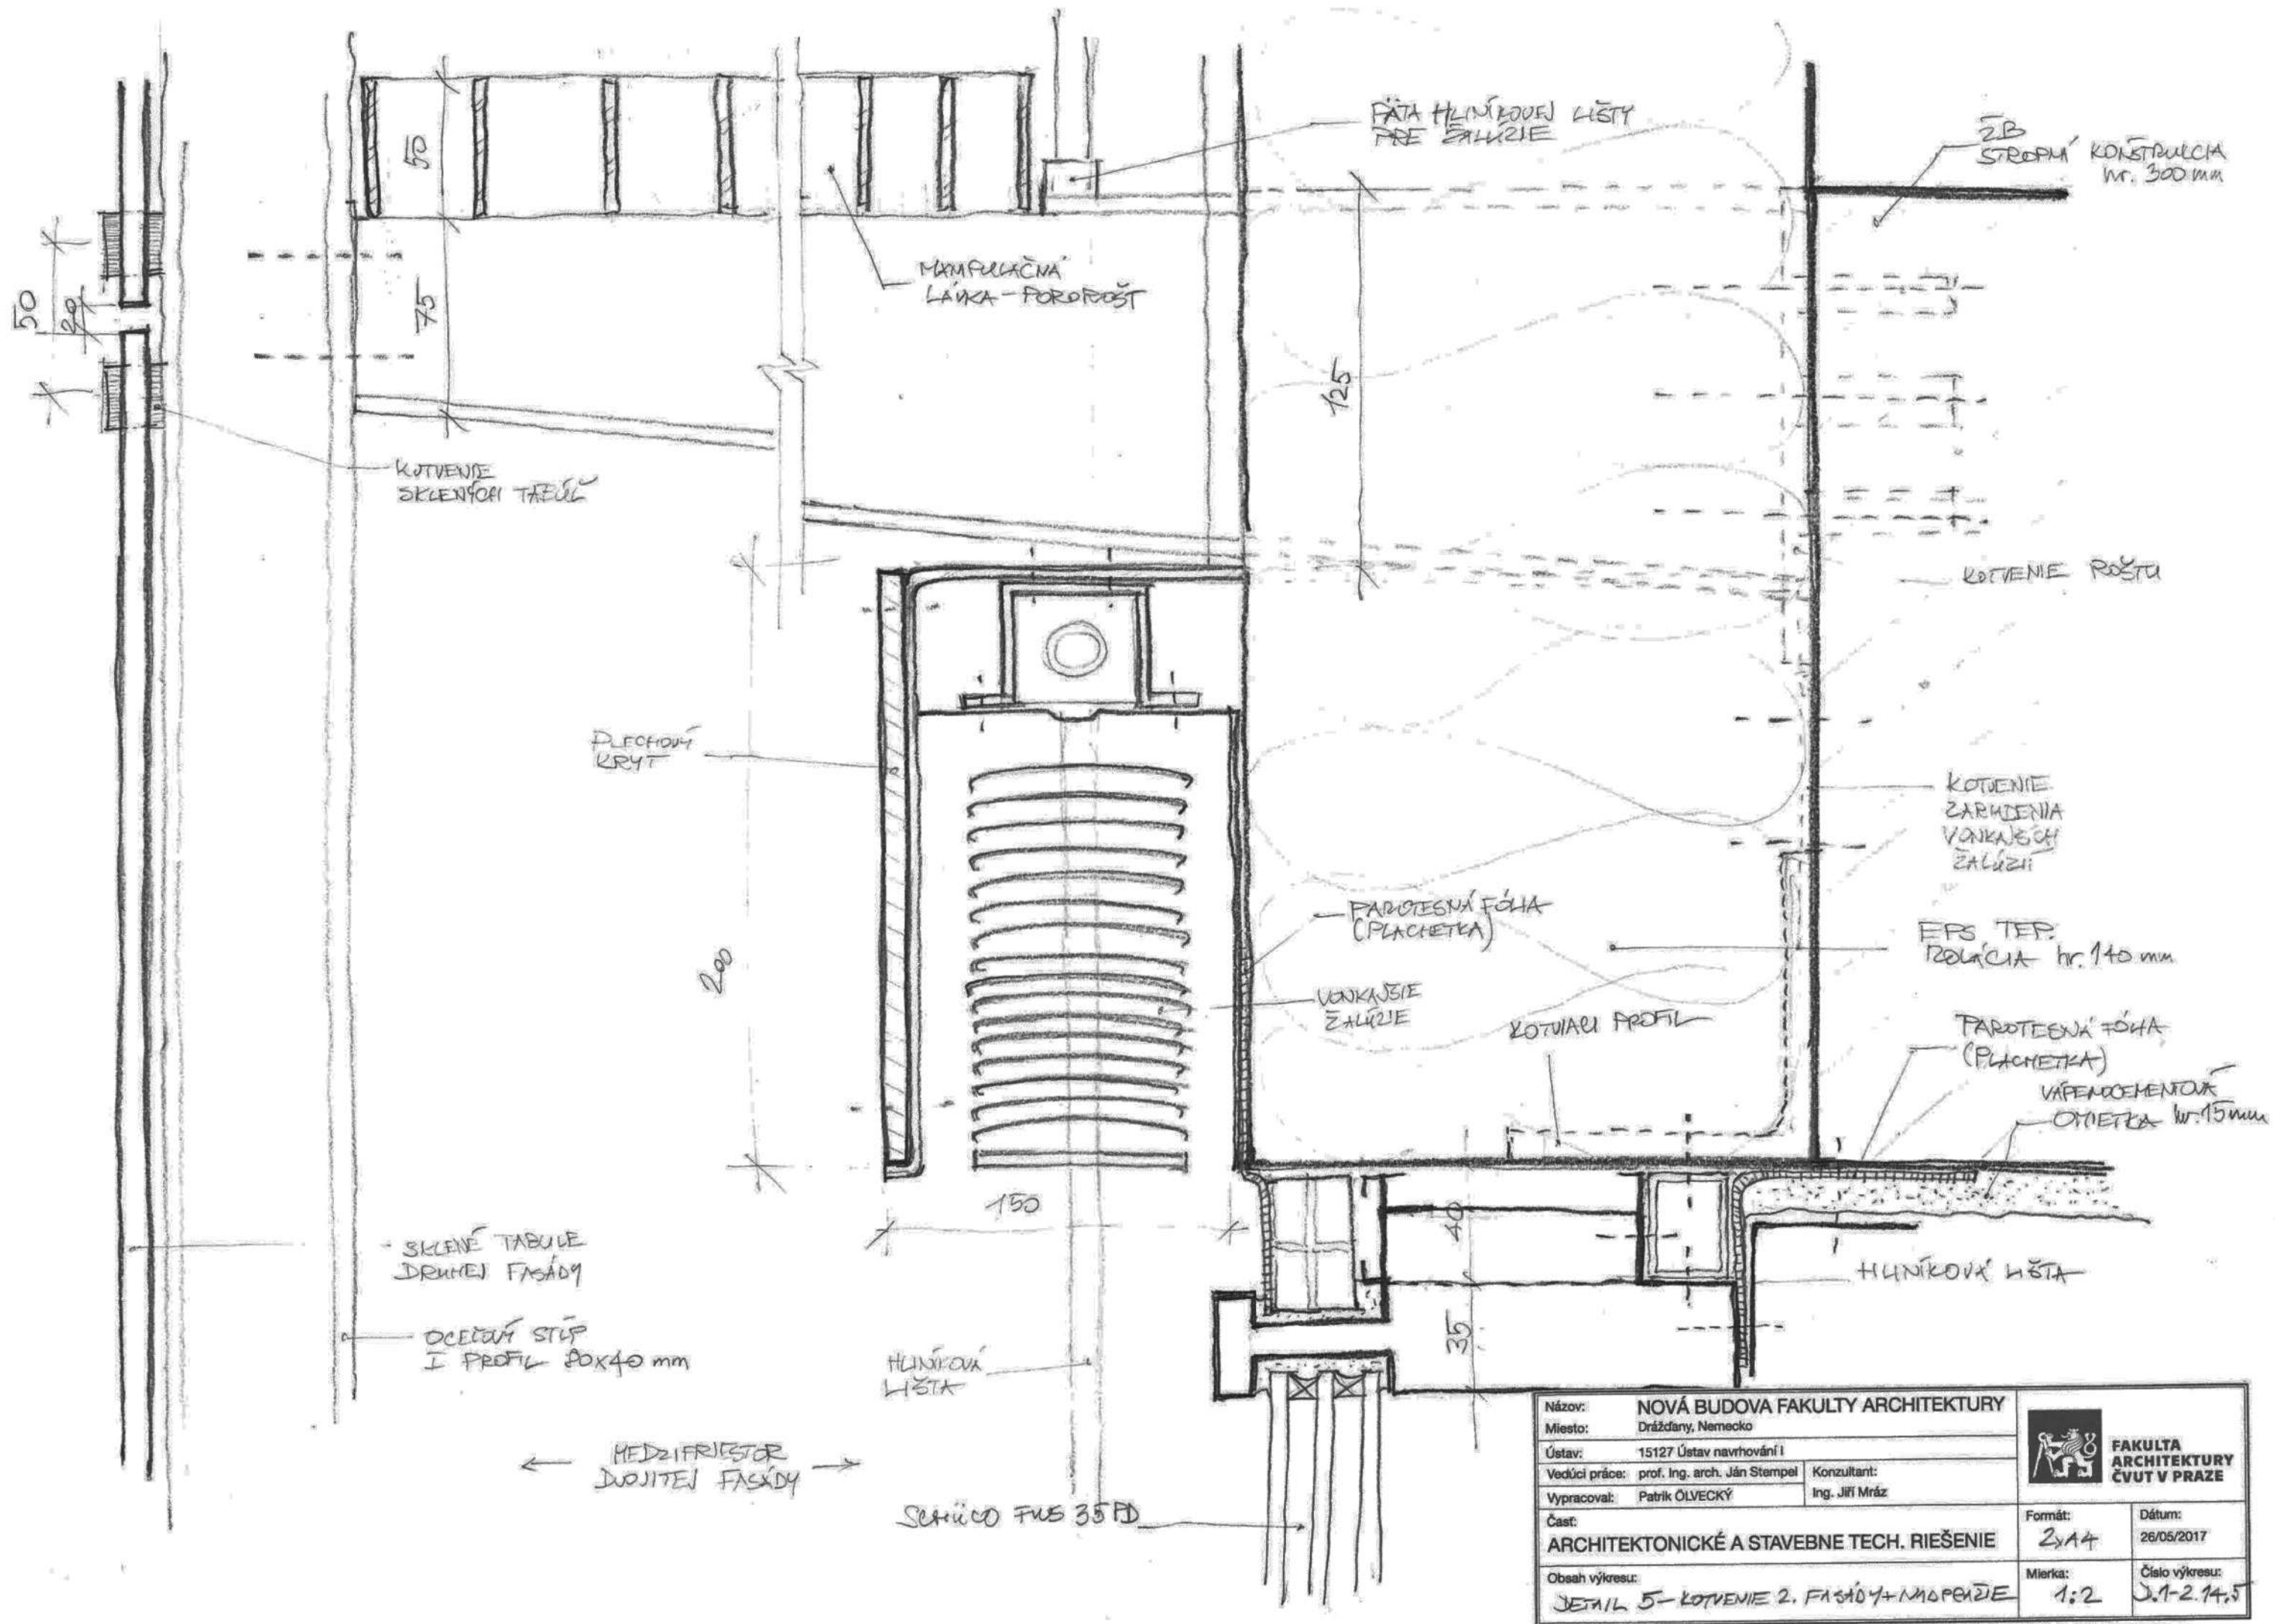 PÄTA HLINÍKOVEJ LIŠTY
PRE ŽALÚZIE
ŽB
STROPNÁ KONŠTRUKCIA
hr. 300 mm
50
75
50
20
MANIPULAČNÁ
LÁVKA - POROROŠT
125
KOTVENIE
SKLENÝCH TABÚĽ
KOTVENIE ROŠTU
PLECHOVÝ
KRYT
KOTVENIE
ZARIADENIA
VONKAJŠÍCH
ŽALÚZIÍ
PAROTESNÁ FÓLIA
(PLACHETKA)
EPS TEP.
IZOLÁCIA hr. 140 mm
200
VONKAJŠIE
ŽALÚZIE
KOTVIACI PROFIL
PAROTESNÁ FÓLIA
(PLACHETKA)
VÁPENOCEMENTOVÁ
OMIETKA hr. 15 mm
150
40
SKLENÉ TABULE
DRUHEJ FASÁDY
HLINÍKOVÁ LIŠTA
OCEĽOVÝ STĹP
I PROFIL 80x40 mm
35
HLINÍKOVÁ
LIŠTA
MEDZIPRIESTOR
DVOJITEJ FASÁDY
SCHÜCO FWS 35 PD
Názov: NOVÁ BUDOVA FAKULTY ARCHITEKTURY
Miesto: Drážďany, Nemecko
Ústav: 15127 Ústav navrhování I
Vedúci práce: prof. Ing. arch. Ján Stempel
Konzultant:
Ing. Jiří Mráz
Vypracoval: Patrik ÖLVECKÝ
FAKULTA
ARCHITEKTURY
ČVUT V PRAZE
Časť:
ARCHITEKTONICKÉ A STAVEBNE TECH. RIEŠENIE
Formát:
2xA4
Dátum:
26/05/2017
Obsah výkresu:
DETAIL 5 - KOTVENIE 2. FASÁDY + NADPRAŽIE
Mierka:
1:2
Číslo výkresu:
D.1-2.14.5